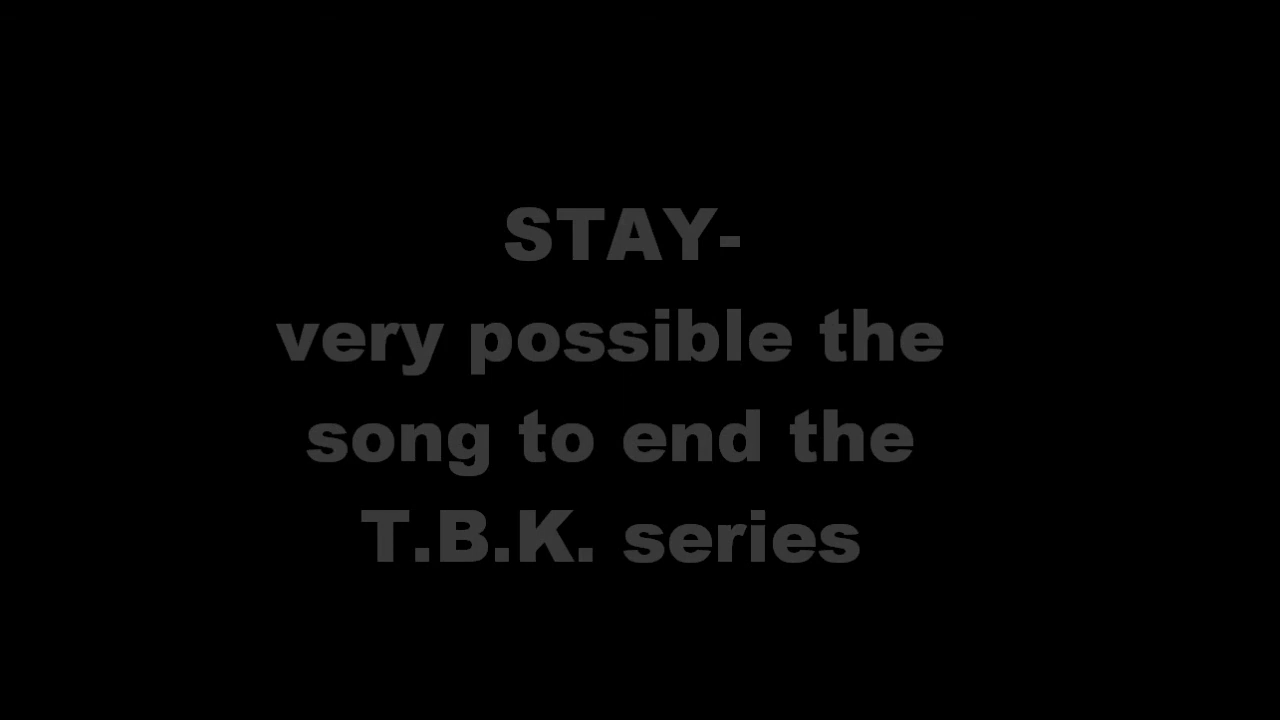 STAY-
very possible the
song to end the
T.B.K. series